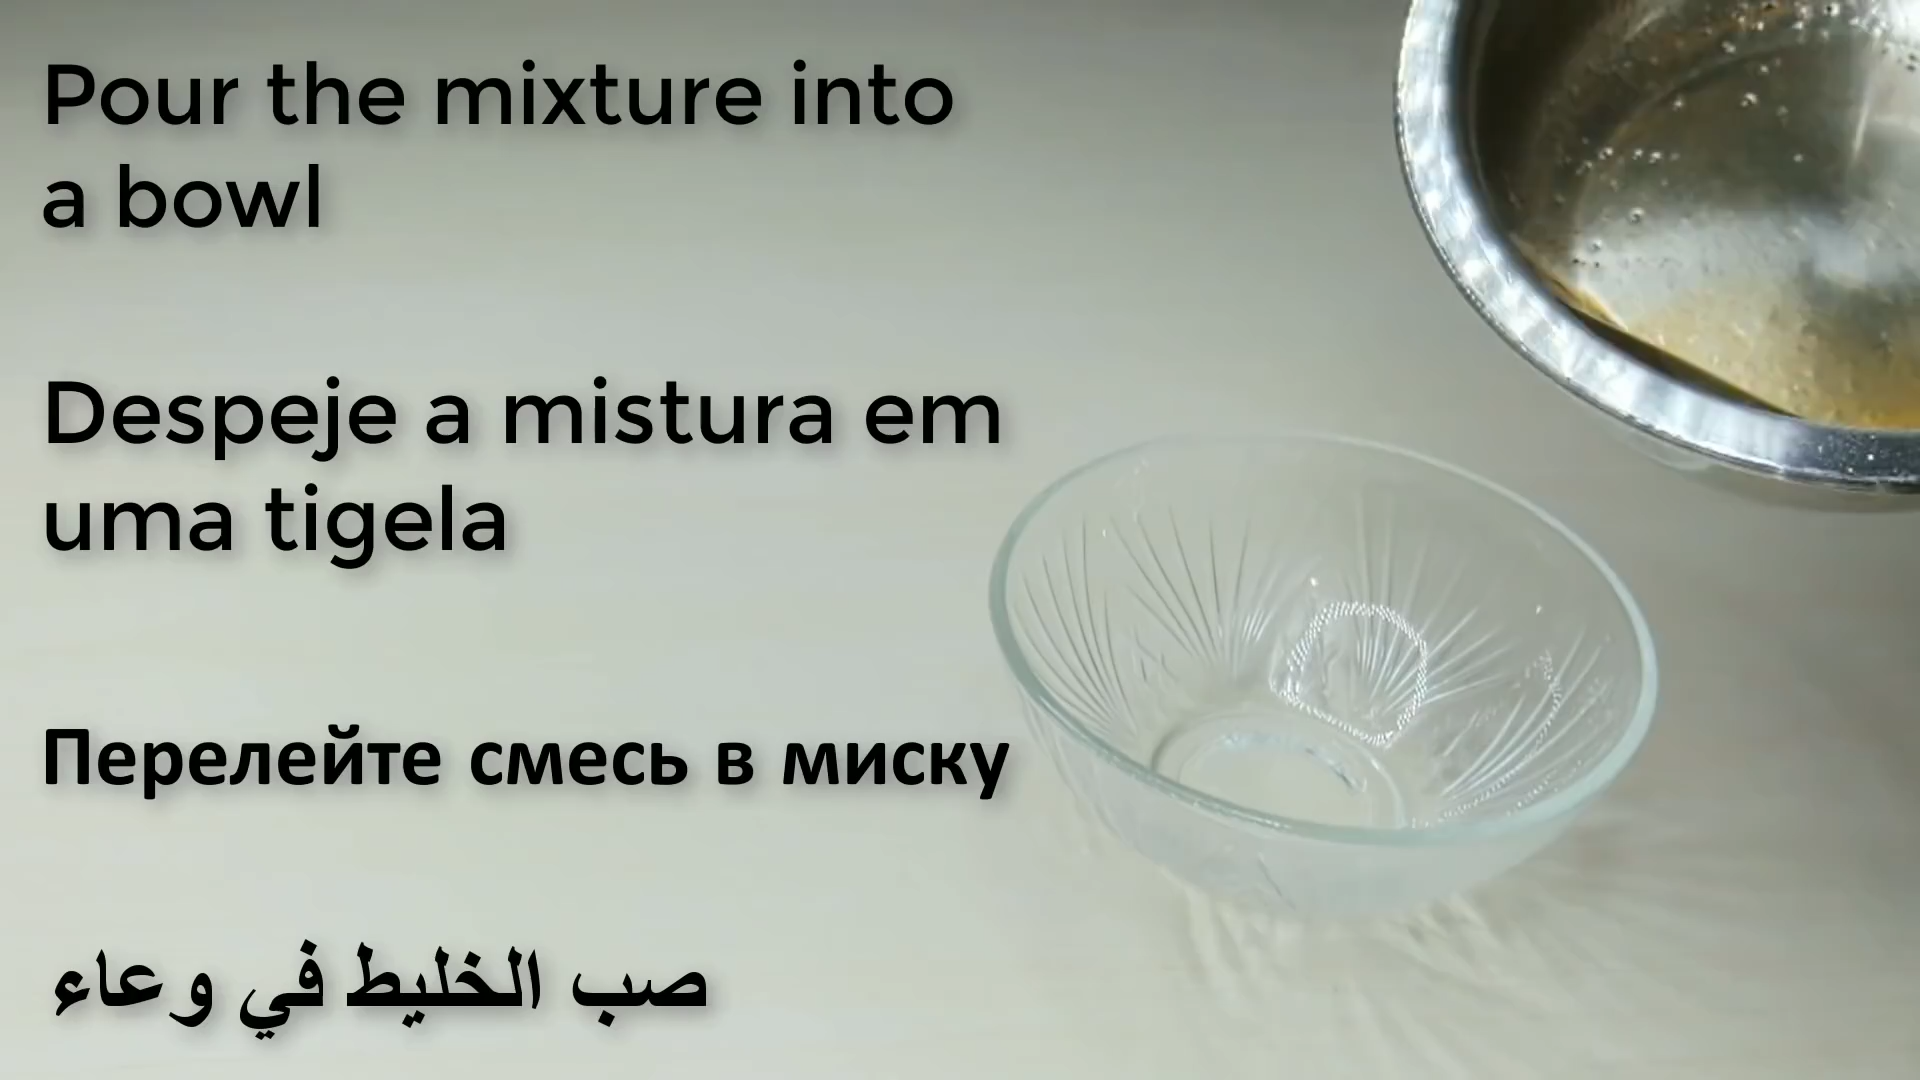 Pour the mixture into
a bowl
Despeje a mistura em
uma tigela
Перелейте смесь в миску
صب الخليط في وعاء